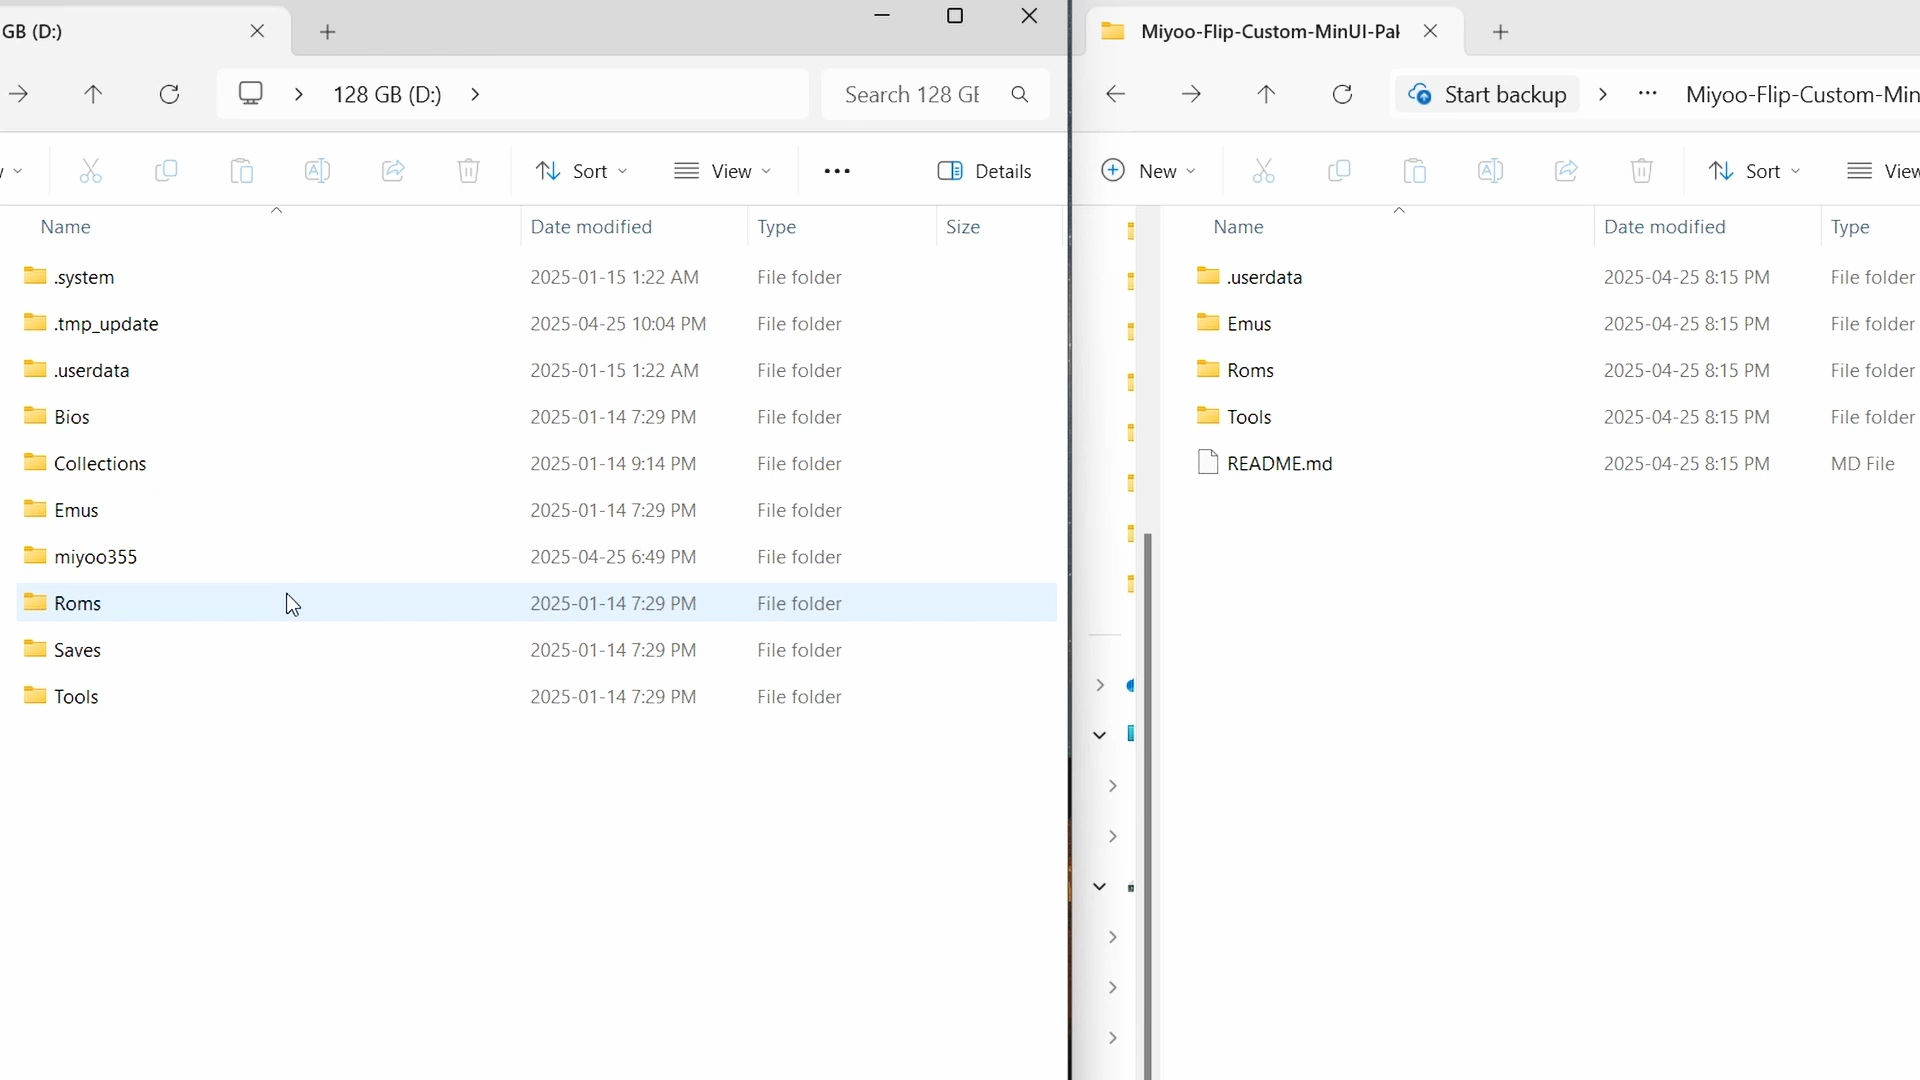 GB (D:)
128 GB (D:)
Search 128 GE
Sort
View
Details
Name
Date modified
Type
Size
.system
2025-01-15 1:22 AM
File folder
.tmp_update
2025-04-25 10:04 PM
File folder
.userdata
2025-01-15 1:22 AM
File folder
Bios
2025-01-14 7:29 PM
File folder
Collections
2025-01-14 9:14 PM
File folder
Emus
2025-01-14 7:29 PM
File folder
miyoo355
2025-04-25 6:49 PM
File folder
Roms
2025-01-14 7:29 PM
File folder
Saves
2025-01-14 7:29 PM
File folder
Tools
2025-01-14 7:29 PM
File folder
Miyoo-Flip-Custom-MinUI-Pak
Start backup
Miyoo-Flip-Custom-Min
New
Sort
View
Name
Date modified
Type
.userdata
2025-04-25 8:15 PM
File folder
Emus
2025-04-25 8:15 PM
File folder
Roms
2025-04-25 8:15 PM
File folder
Tools
2025-04-25 8:15 PM
File folder
README.md
2025-04-25 8:15 PM
MD File